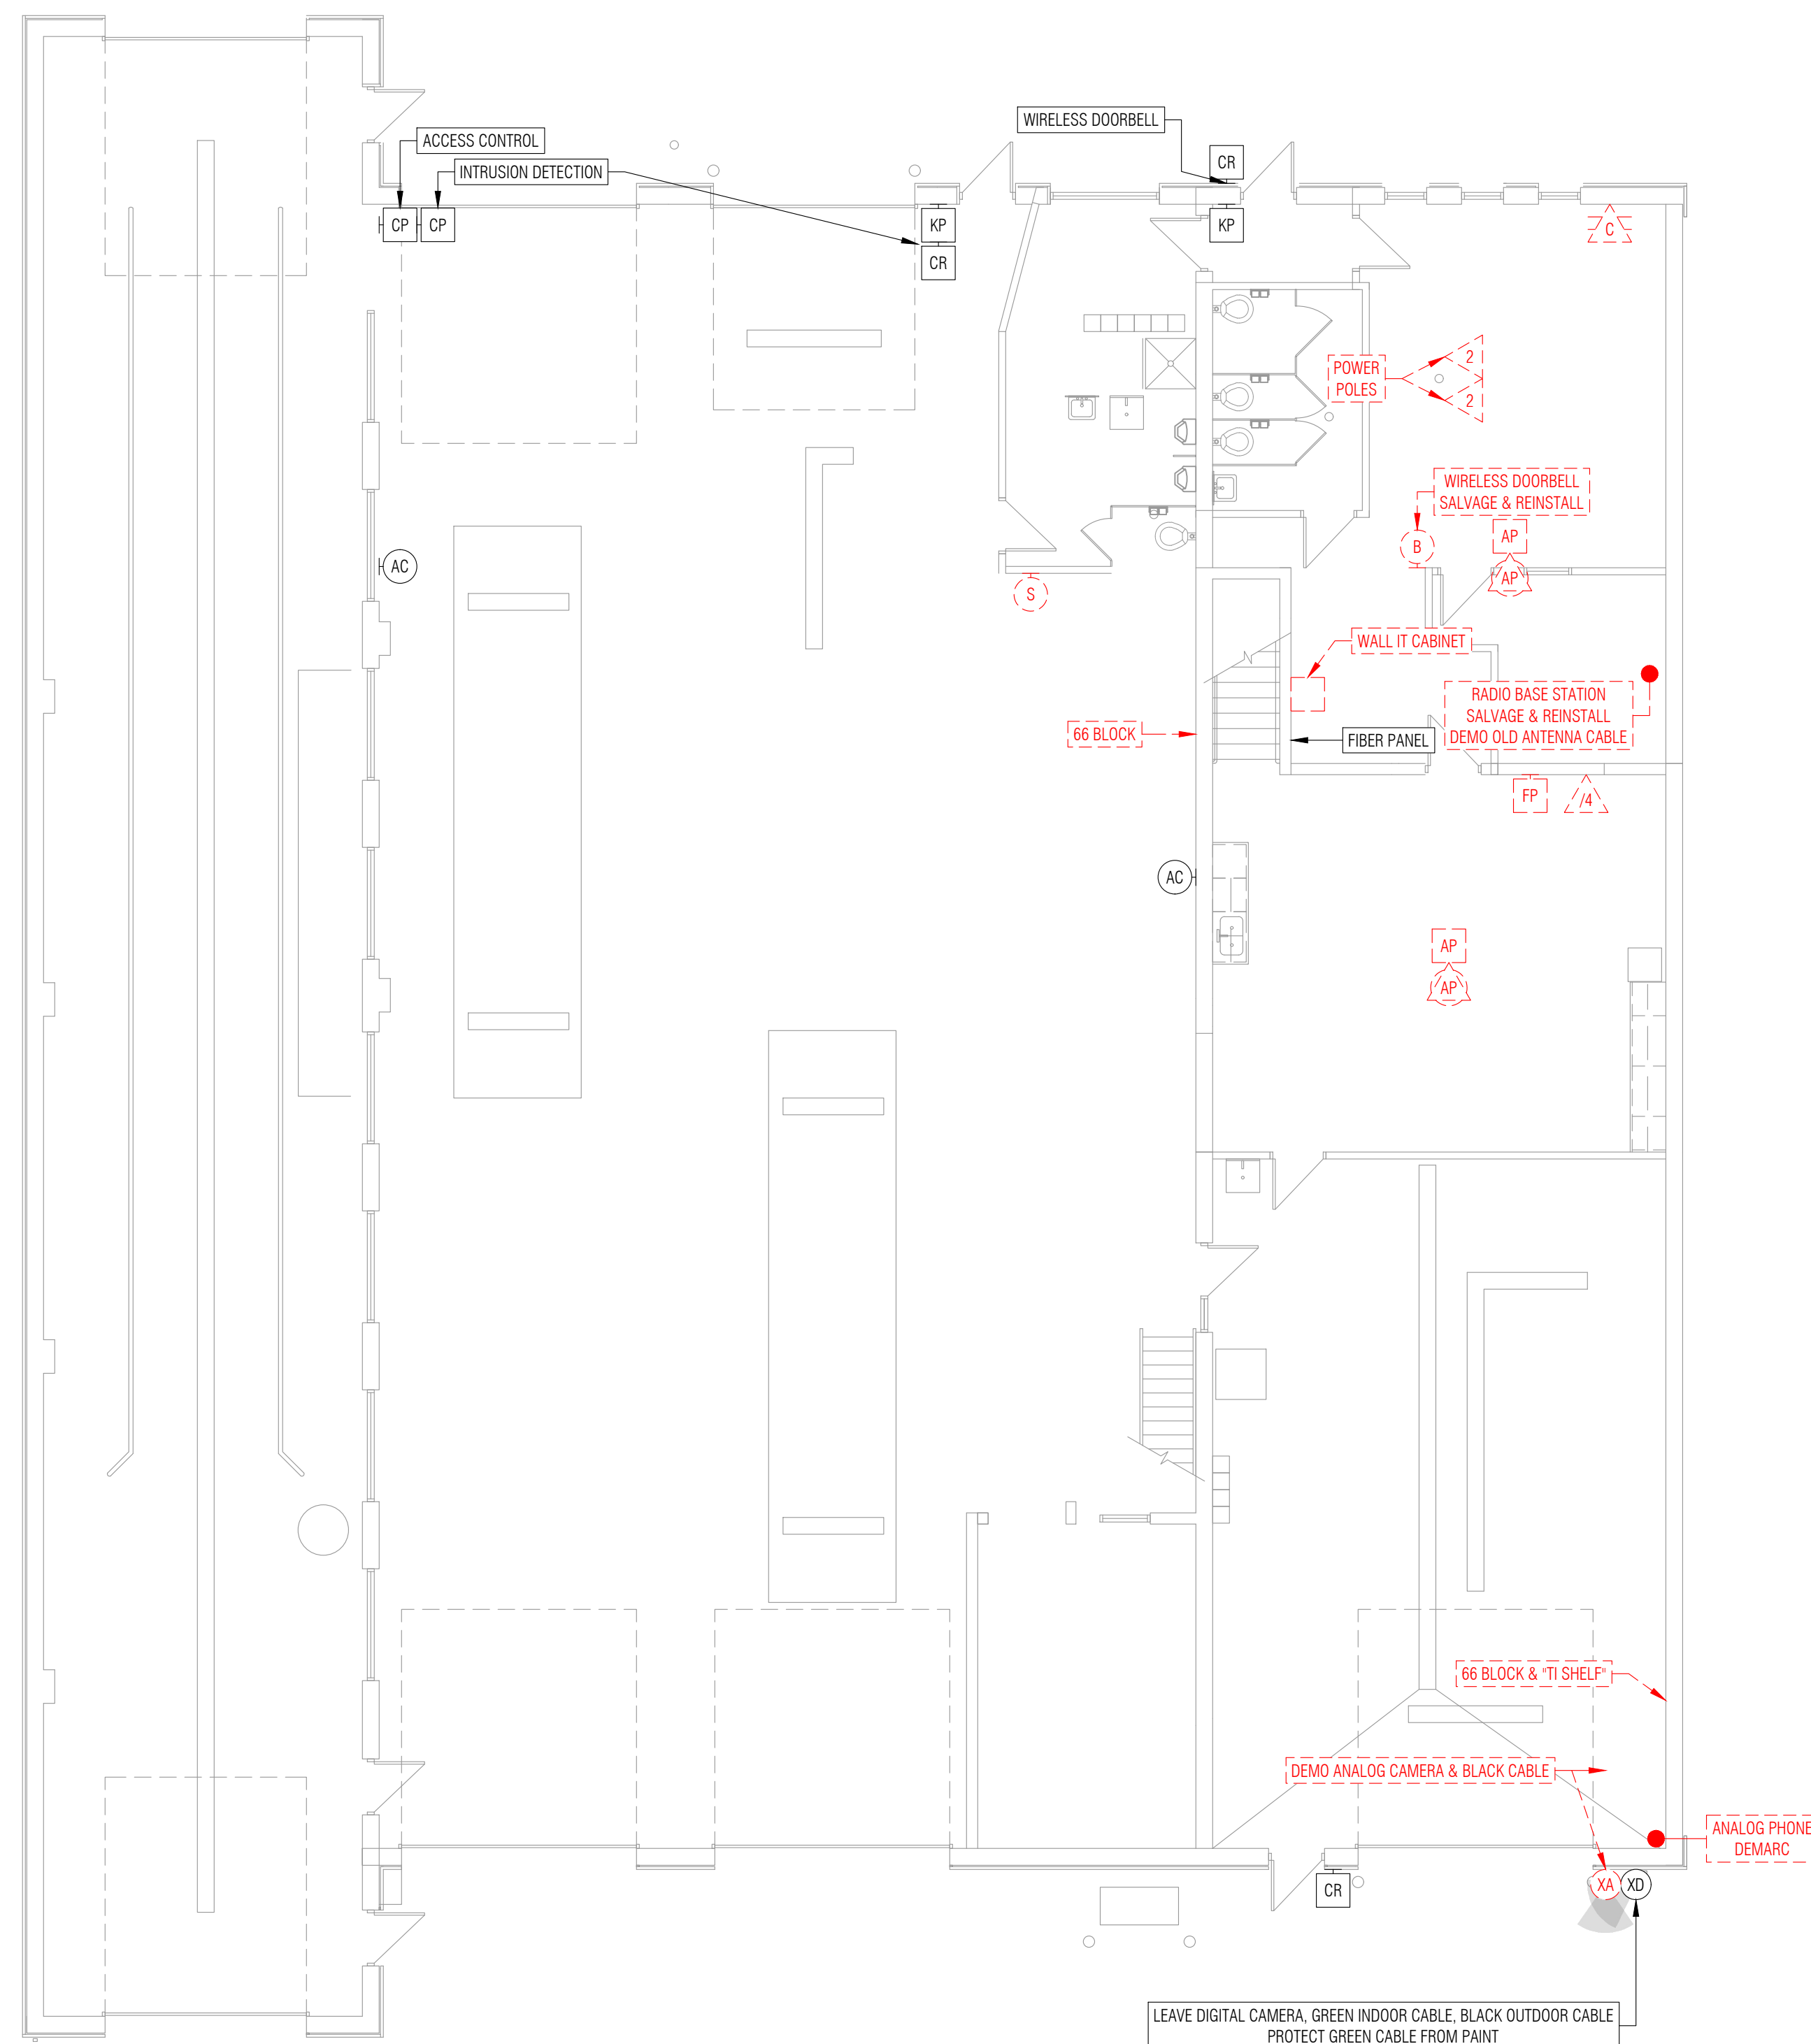 WIRELESS DOORBELL
ACCESS CONTROL
CR
INTRUSION DETECTION
CP
CP
KP
KP
C
CR
POWER
POLES
2
2
WIRELESS DOORBELL
SALVAGE & REINSTALL
AP
B
AC
AP
S
WALL IT CABINET
RADIO BASE STATION
SALVAGE & REINSTALL
DEMO OLD ANTENNA CABLE
66 BLOCK
FIBER PANEL
FP
/4
AC
AP
AP
66 BLOCK & "TI SHELF"
DEMO ANALOG CAMERA & BLACK CABLE
ANALOG PHONE
DEMARC
CR
XA
XD
LEAVE DIGITAL CAMERA, GREEN INDOOR CABLE, BLACK OUTDOOR CABLE
PROTECT GREEN CABLE FROM PAINT